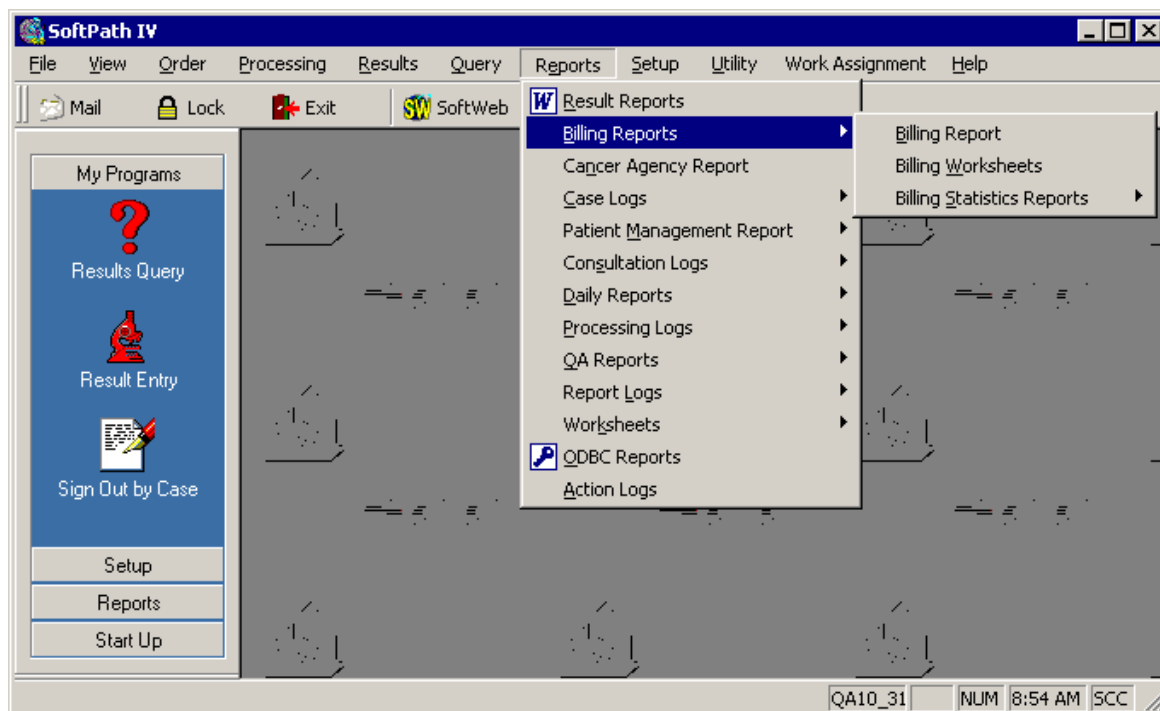 SoftPath IV
File View Order Processing Results Query Reports Setup Utility Work Assignment Help
Mail Lock Exit SW SoftWeb
W Result Reports
Billing Reports
Billing Report
Cancer Agency Report
Billing Worksheets
Case Logs
Billing Statistics Reports
Patient Management Report
Consultation Logs
Daily Reports
Processing Logs
QA Reports
Report Logs
Worksheets
ODBC Reports
Action Logs
My Programs
Results Query
Result Entry
Sign Out by Case
Setup
Reports
Start Up
QA10_31 NUM 8:54 AM SCC